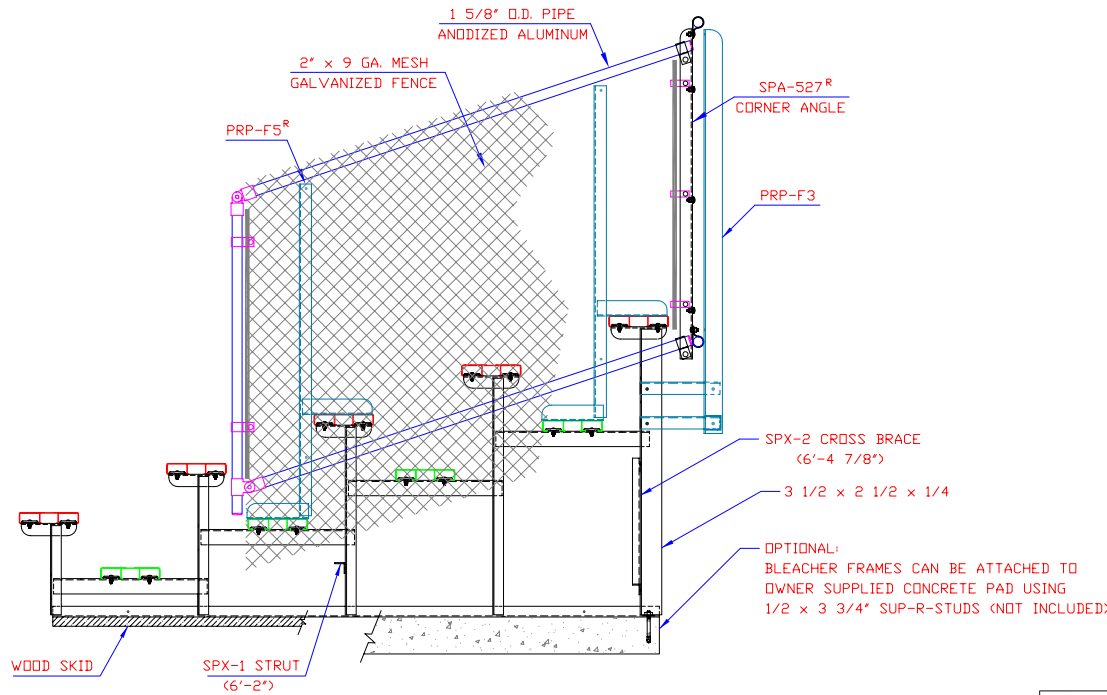 1 5/8" O.D. PIPE
ANODIZED ALUMINUM
2" x 9 GA. MESH
GALVANIZED FENCE
SPA-527R
CORNER ANGLE
PRP-F5R
PRP-F3
SPX-2 CROSS BRACE
(6'-4 7/8")
3 1/2 x 2 1/2 x 1/4
OPTIONAL:
BLEACHER FRAMES CAN BE ATTACHED TO
OWNER SUPPLIED CONCRETE PAD USING
1/2 x 3 3/4" SUP-R-STUDS (NOT INCLUDED)
WOOD SKID
SPX-1 STRUT
(6'-2")